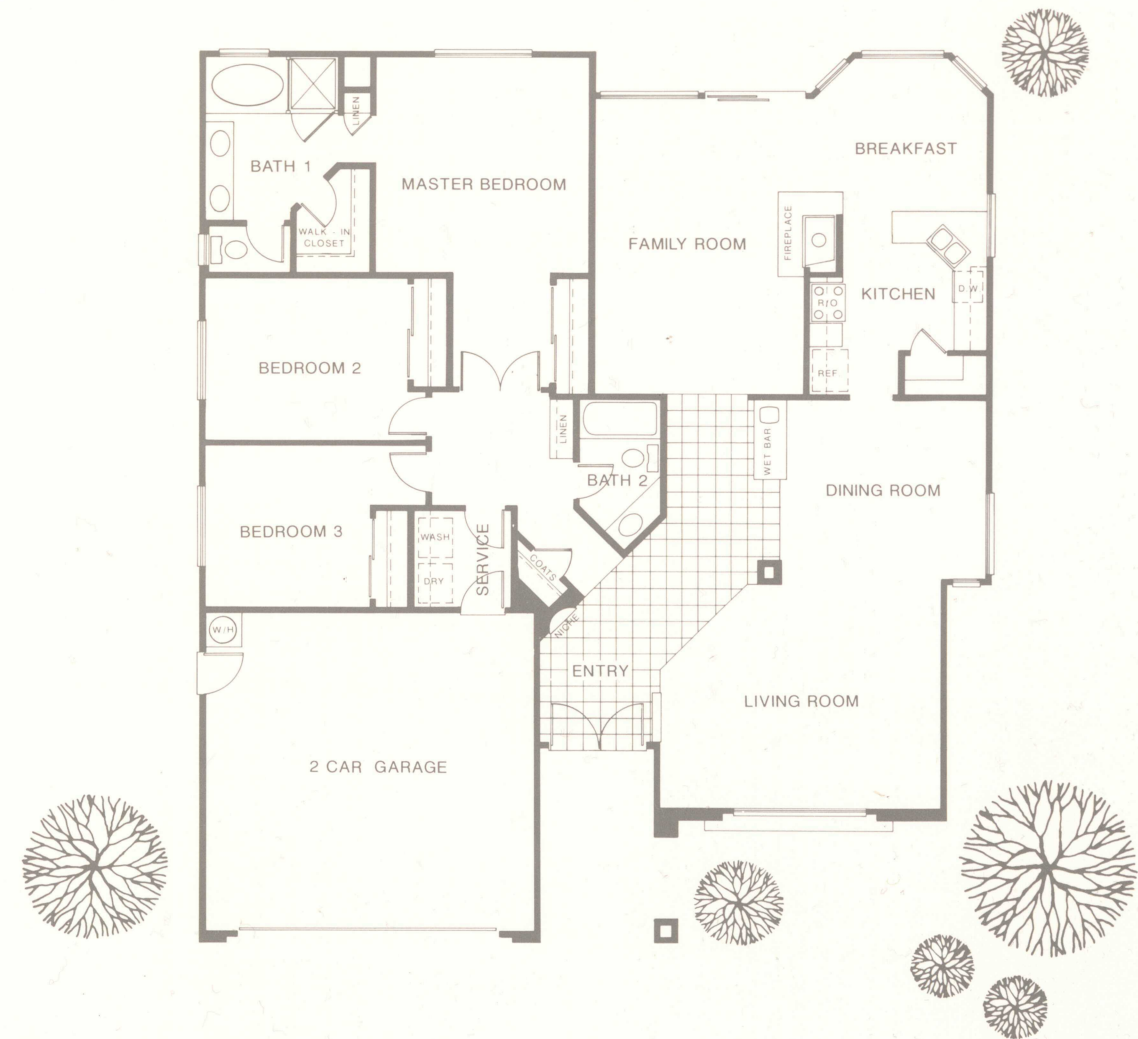 LINEN
BATH 1
MASTER BEDROOM
BREAKFAST
WALK - IN
CLOSET
FIREPLACE
FAMILY ROOM
KITCHEN
D W
R/O
BEDROOM 2
REF
LINEN
WET BAR
BATH 2
DINING ROOM
BEDROOM 3
WASH
SERVICE
COATS
DRY
NICHE
W/H
ENTRY
LIVING ROOM
2 CAR GARAGE